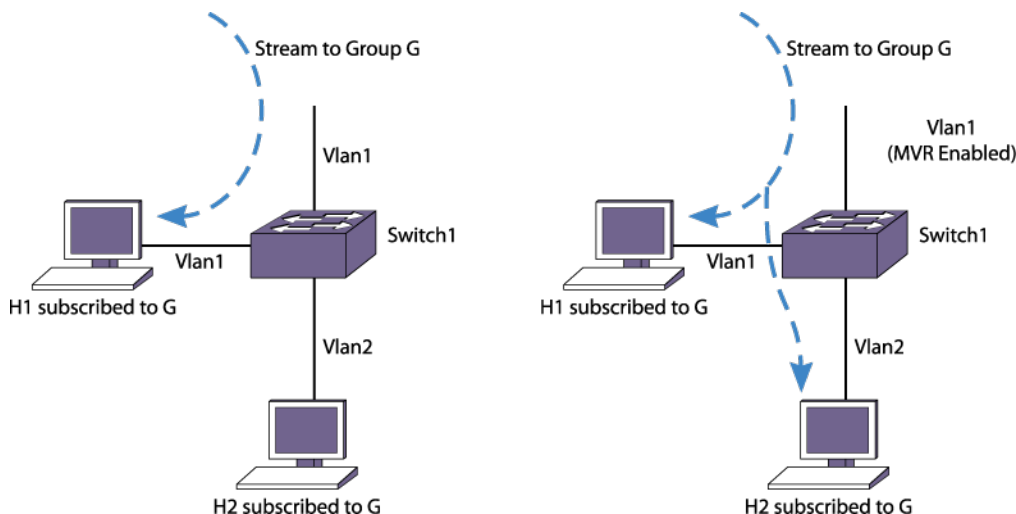 Stream to Group G
Vlan1
Switch1
Vlan1
H1 subscribed to G
Vlan2
H2 subscribed to G
Stream to Group G
Vlan1
(MVR Enabled)
Switch1
Vlan1
H1 subscribed to G
Vlan2
H2 subscribed to G